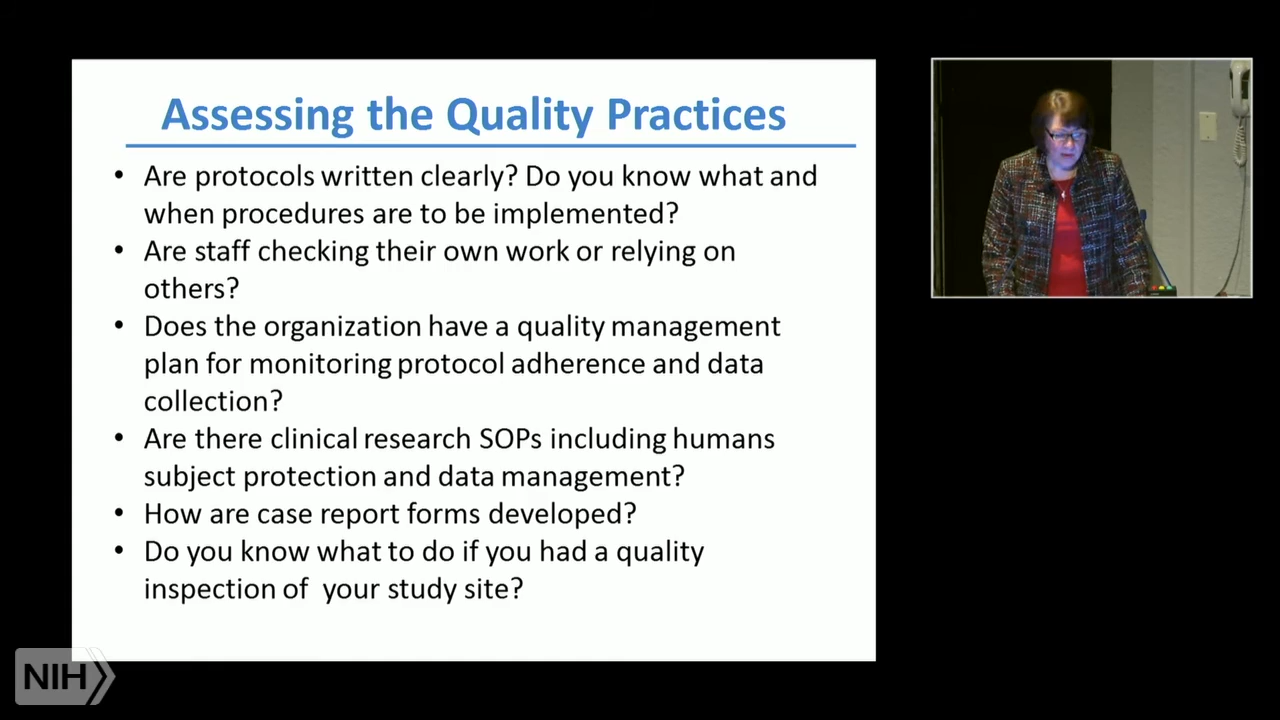 Assessing the Quality Practices
• Are protocols written clearly? Do you know what and
when procedures are to be implemented?
• Are staff checking their own work or relying on
others?
• Does the organization have a quality management
plan for monitoring protocol adherence and data
collection?
• Are there clinical research SOPs including humans
subject protection and data management?
• How are case report forms developed?
• Do you know what to do if you had a quality
inspection of  your study site?
NIH